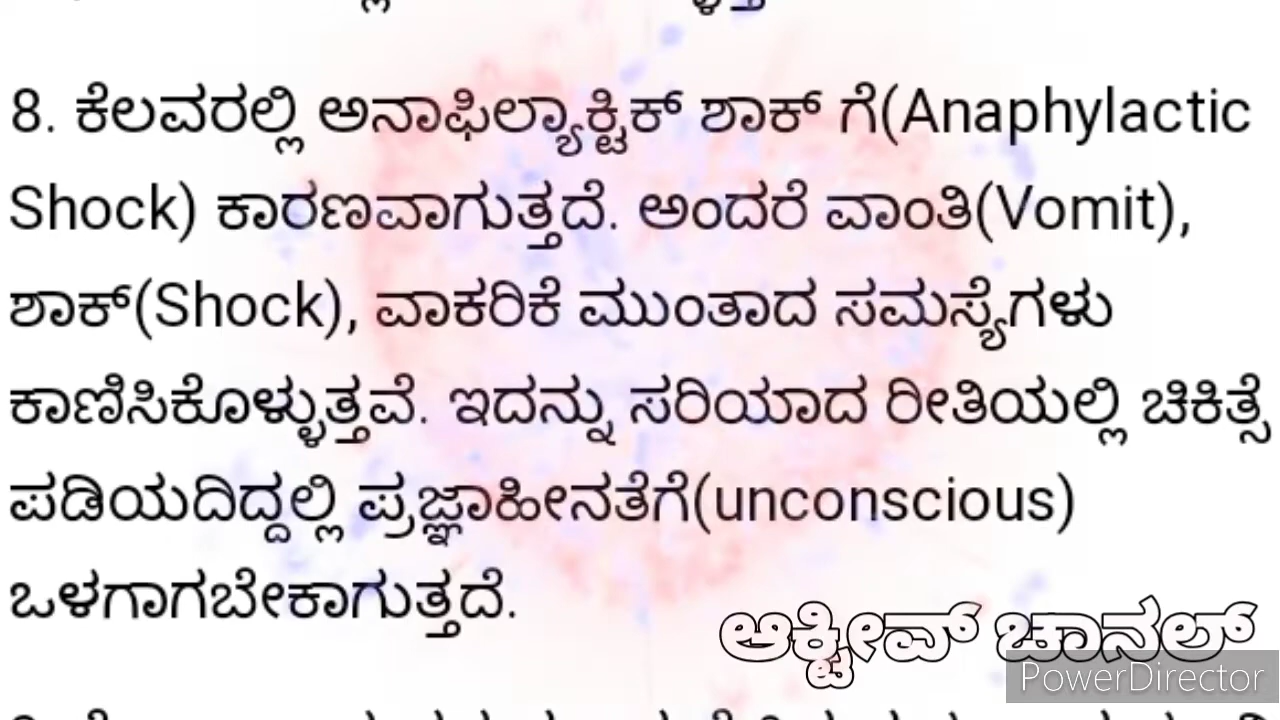 8. ಕೆಲವರಲ್ಲಿ ಅನಾಫಿಲ್ಯಾಕ್ಟಿಕ್ ಶಾಕ್ ಗೆ(Anaphylactic
Shock) ಕಾರಣವಾಗುತ್ತದೆ. ಅಂದರೆ ವಾಂತಿ(Vomit),
ಶಾಕ್(Shock), ವಾಕರಿಕೆ ಮುಂತಾದ ಸಮಸ್ಯೆಗಳು
ಕಾಣಿಸಿಕೊಳ್ಳುತ್ತವೆ. ಇದನ್ನು ಸರಿಯಾದ ರೀತಿಯಲ್ಲಿ ಚಿಕಿತ್ಸೆ
ಪಡಿಯದಿದ್ದಲ್ಲಿ ಪ್ರಜ್ಞಾಹೀನತೆಗೆ(unconscious)
ಒಳಗಾಗಬೇಕಾಗುತ್ತದೆ.
ಆಕ್ಟೀವ್ ಚಾನಲ್
PowerDirector